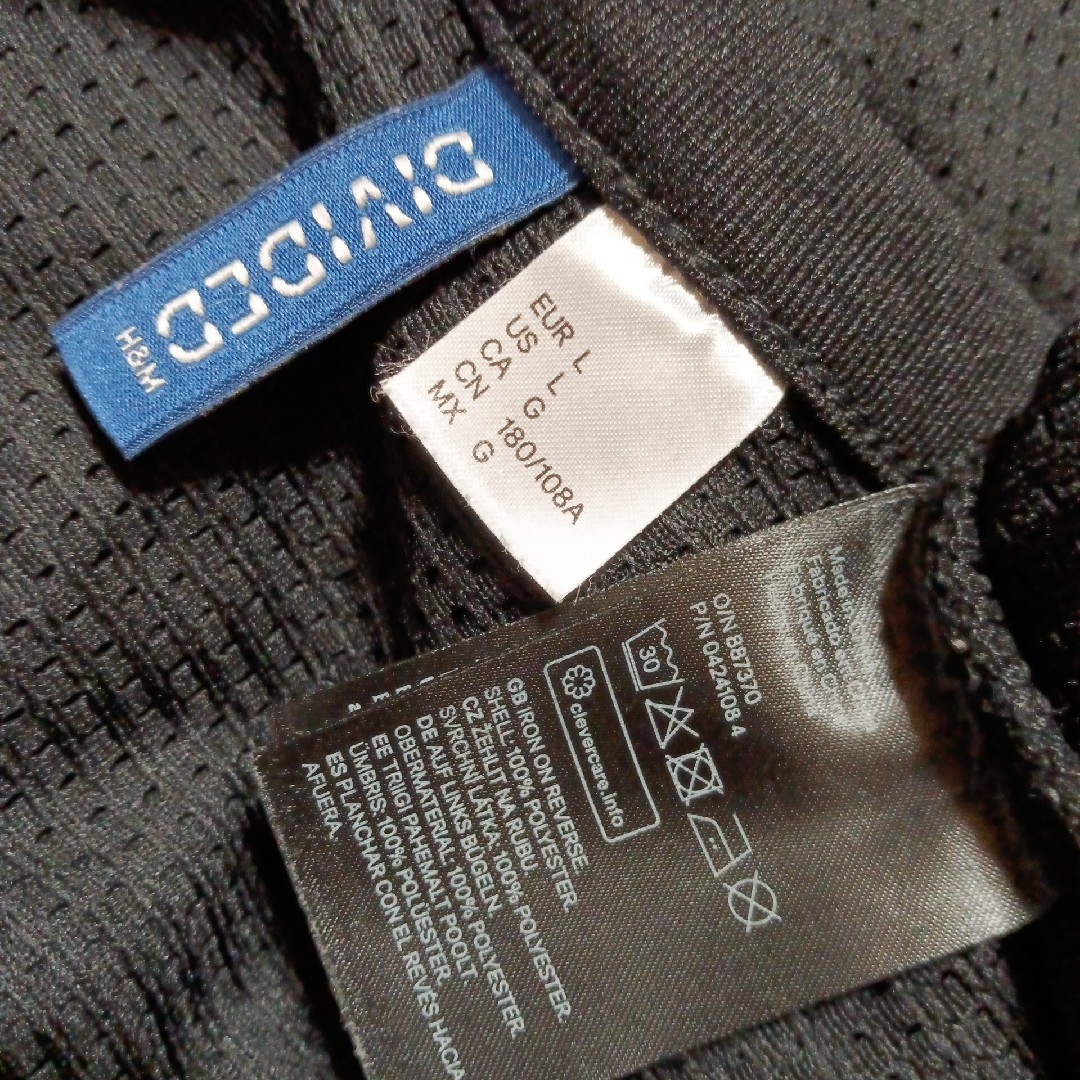 DIVIDED
H&M
EUR L
US L
CA G
CN 180/108A
MX G
O/N 887370
P/N 0424108-4
30
clevercare.info
GB IRON ON REVERSE.
SHELL: 100% POLYESTER.
CZ ŽEHLIT NA RUBU.
SVRCHNÍ LÁTKA: 100% POLYESTER.
DE AUF LINKS BÜGELN.
OBERMATERIAL: 100% POLYESTER.
EE TRIIGI PAHEMALT POOLT.
ÜMBRIS: 100% POLÜESTER.
ES PLANCHAR CON EL REVÉS HACIA
AFUERA.